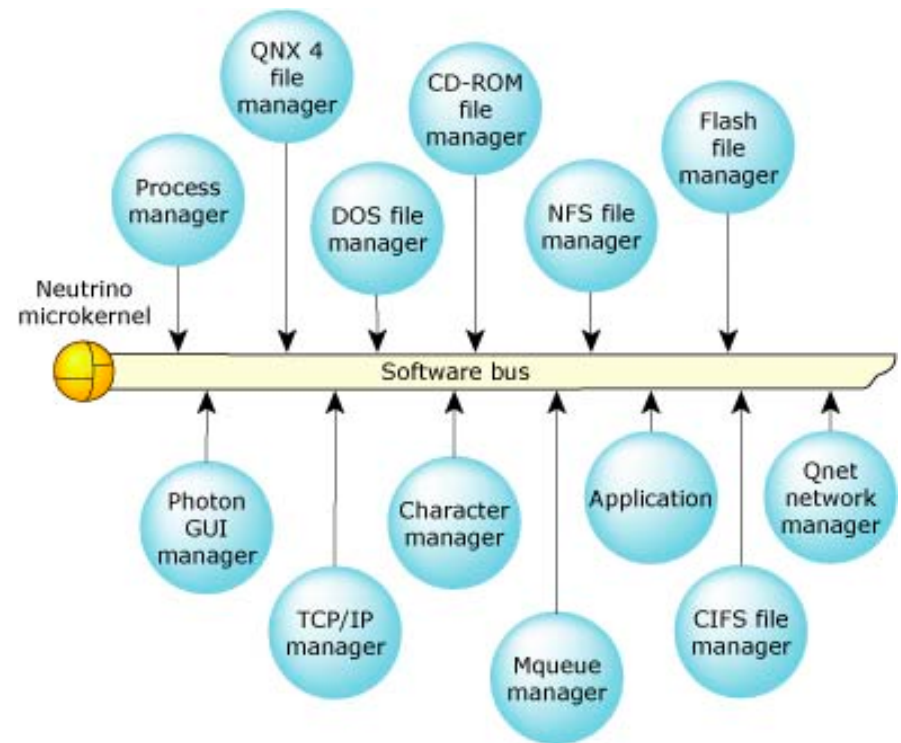 QNX 4
file
manager
CD-ROM
file
manager
Flash
file
manager
Process
manager
DOS file
manager
NFS file
manager
Neutrino
microkernel
Software bus
Photon
GUI
manager
Character
manager
Application
Qnet
network
manager
TCP/IP
manager
Mqueue
manager
CIFS file
manager